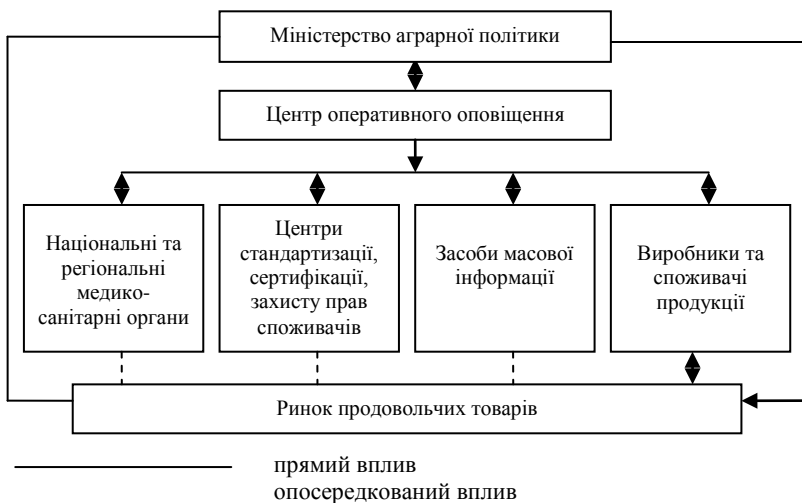 Міністерство аграрної політики
Центр оперативного оповіщення
Національні та
регіональні
медико-
санітарні органи
Центри
стандартизації,
сертифікації,
захисту прав
споживачів
Засоби масової
інформації
Виробники та
споживачі
продукції
Ринок продовольчих товарів
прямий вплив
опосередкований вплив